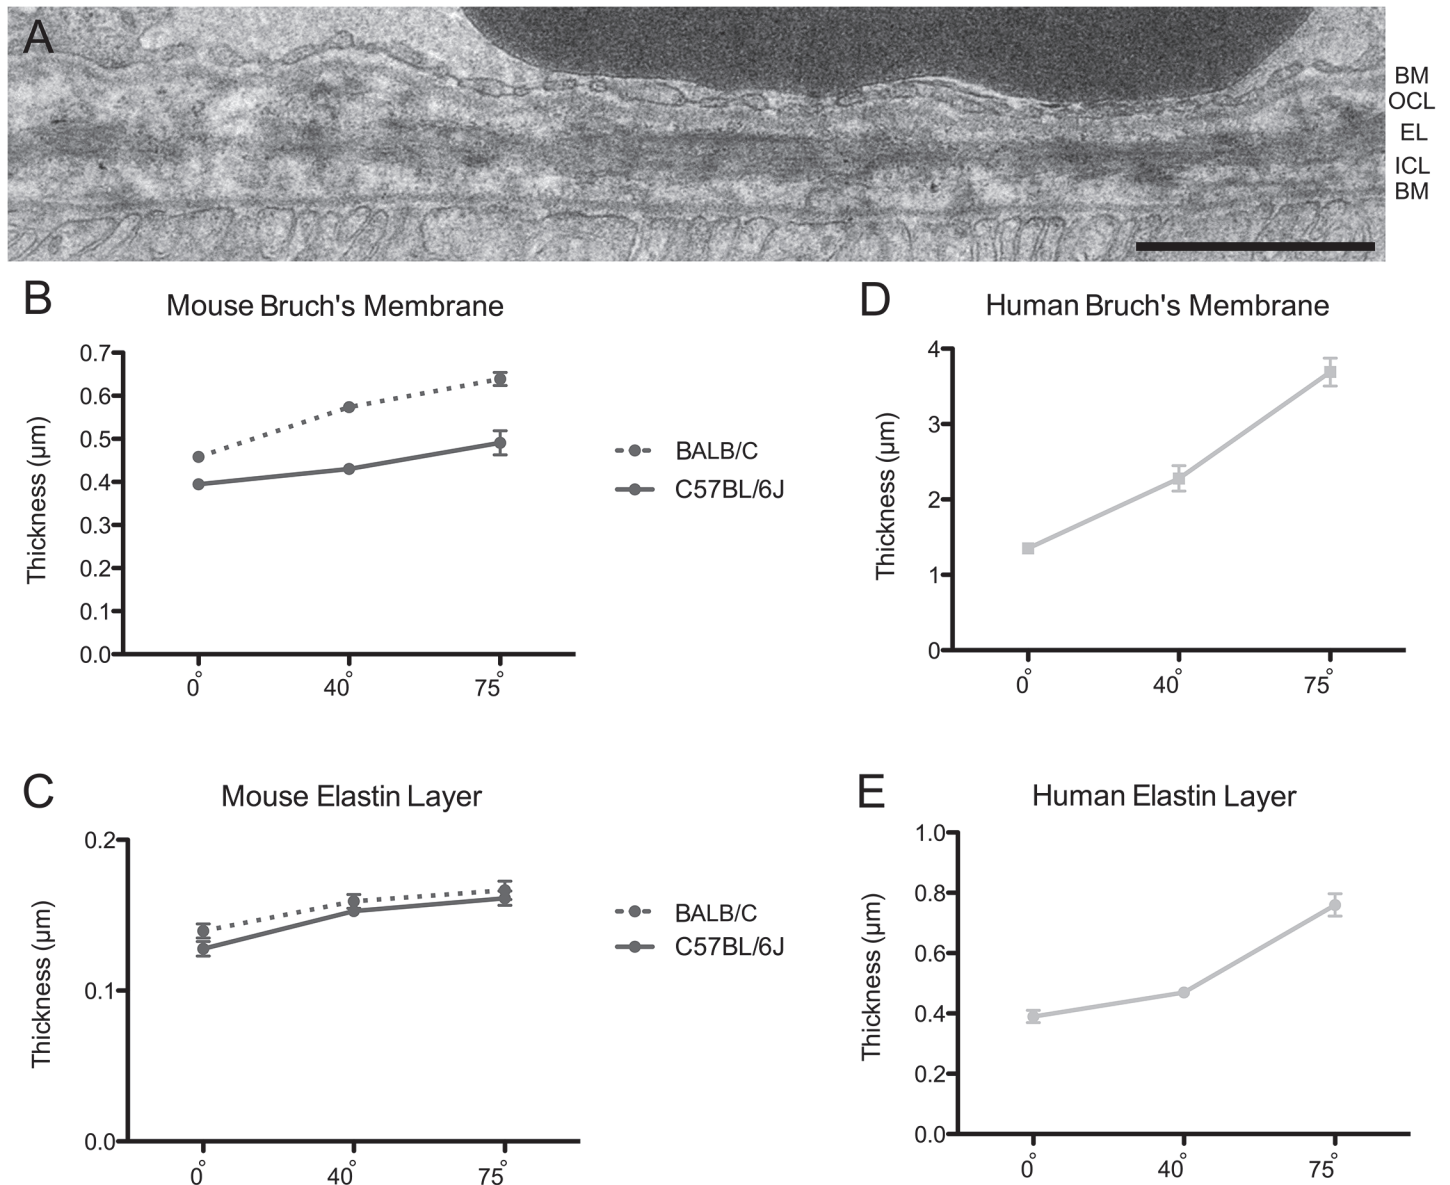 A
BM
OCL
EL
ICL
BM
B
Mouse Bruch's Membrane
Thickness (µm)
0.7
0.6
0.5
0.4
0.3
0.2
0.1
0.0
0°
40°
75°
BALB/C
C57BL/6J
D
Human Bruch's Membrane
Thickness (µm)
4
3
2
1
0
0°
40°
75°
C
Mouse Elastin Layer
Thickness (µm)
0.2
0.1
0.0
0°
40°
75°
BALB/C
C57BL/6J
E
Human Elastin Layer
Thickness (µm)
1.0
0.8
0.6
0.4
0.2
0.0
0°
40°
75°